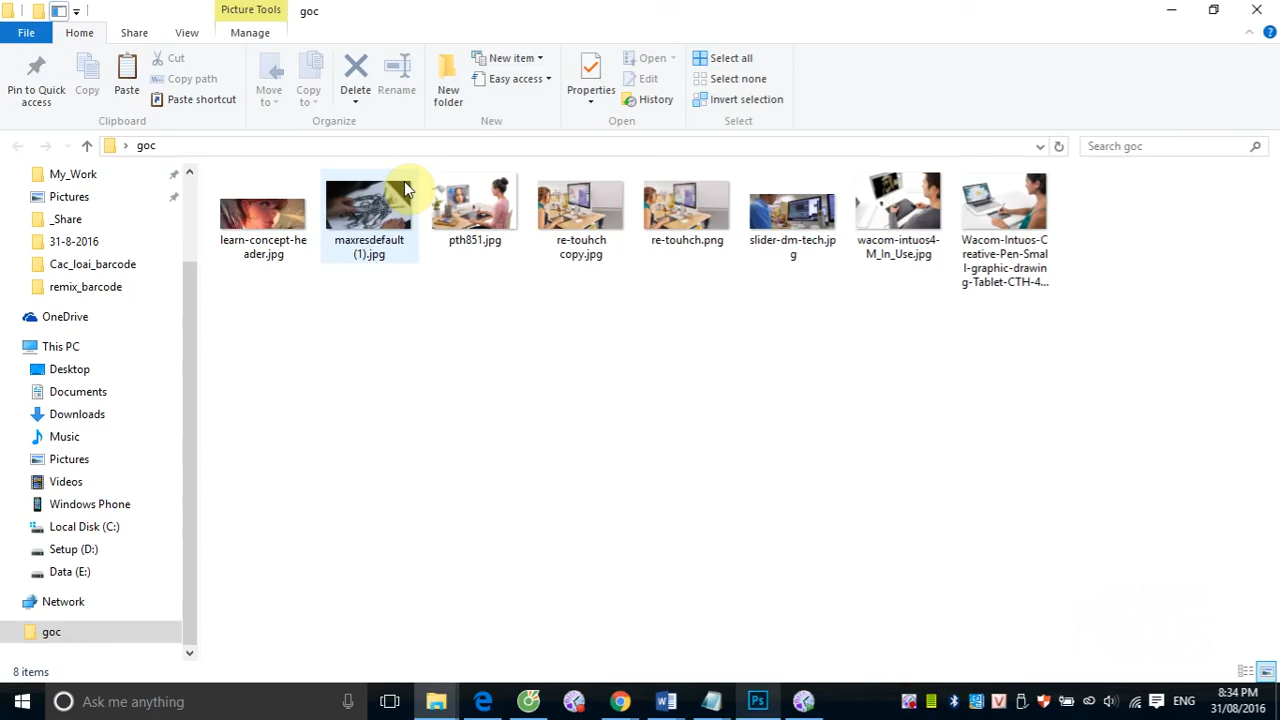 Picture Tools
goc
File
Home
Share
View
Manage
Pin to Quick access
Copy
Paste
Cut
Copy path
Paste shortcut
Clipboard
Move to
Copy to
Delete
Rename
Organize
New folder
New item
Easy access
New
Properties
Open
Edit
History
Open
Select all
Select none
Invert selection
Select
goc
Search goc
My_Work
Pictures
_Share
31-8-2016
Cac_loai_barcode
remix_barcode
OneDrive
This PC
Desktop
Documents
Downloads
Music
Pictures
Videos
Windows Phone
Local Disk (C:)
Setup (D:)
Data (E:)
Network
goc
learn-concept-he
ader.jpg
maxresdefault
(1).jpg
pth851.jpg
re-touhch
copy.jpg
re-touhch.png
slider-dm-tech.jp
g
wacom-intuos4-
M_In_Use.jpg
Wacom-Intuos-C
reative-Pen-Smal
l-graphic-drawin
g-Tablet-CTH-4...
8 items
Ask me anything
Ps
ENG
8:34 PM
31/08/2016